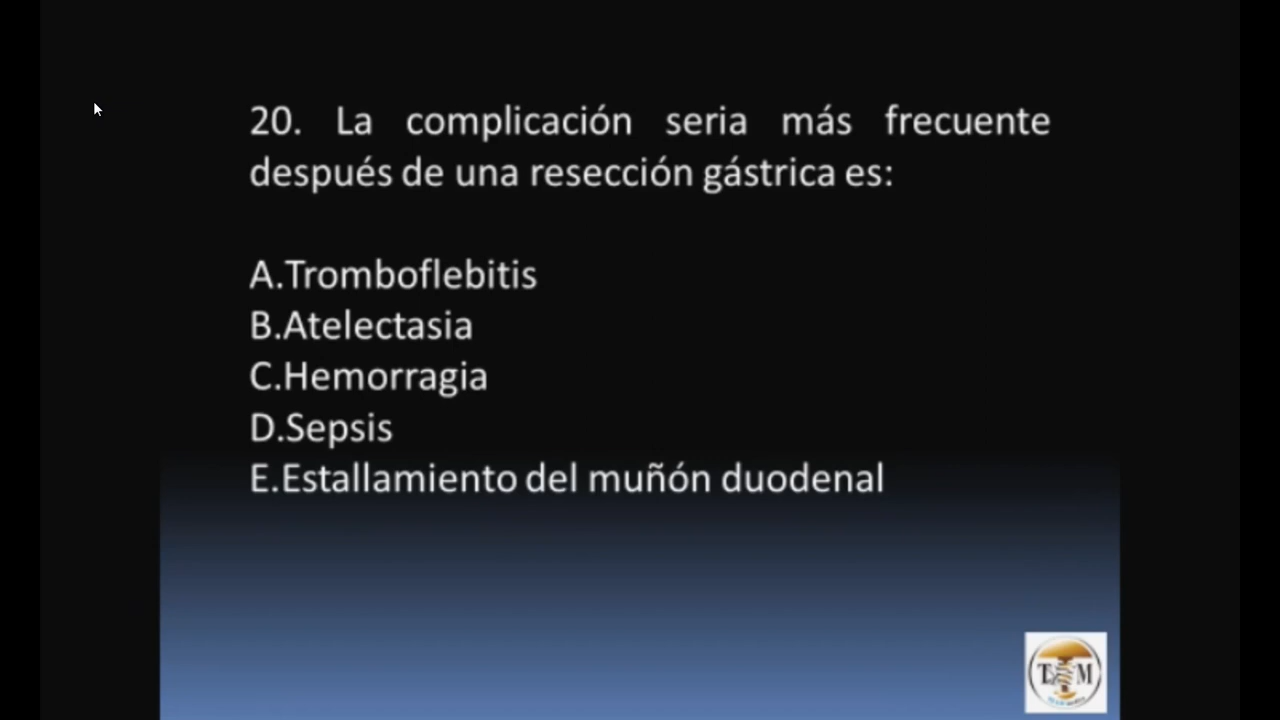 20. La complicación seria más frecuente
después de una resección gástrica es:
A.Tromboflebitis
B.Atelectasia
C.Hemorragia
D.Sepsis
E.Estallamiento del muñón duodenal